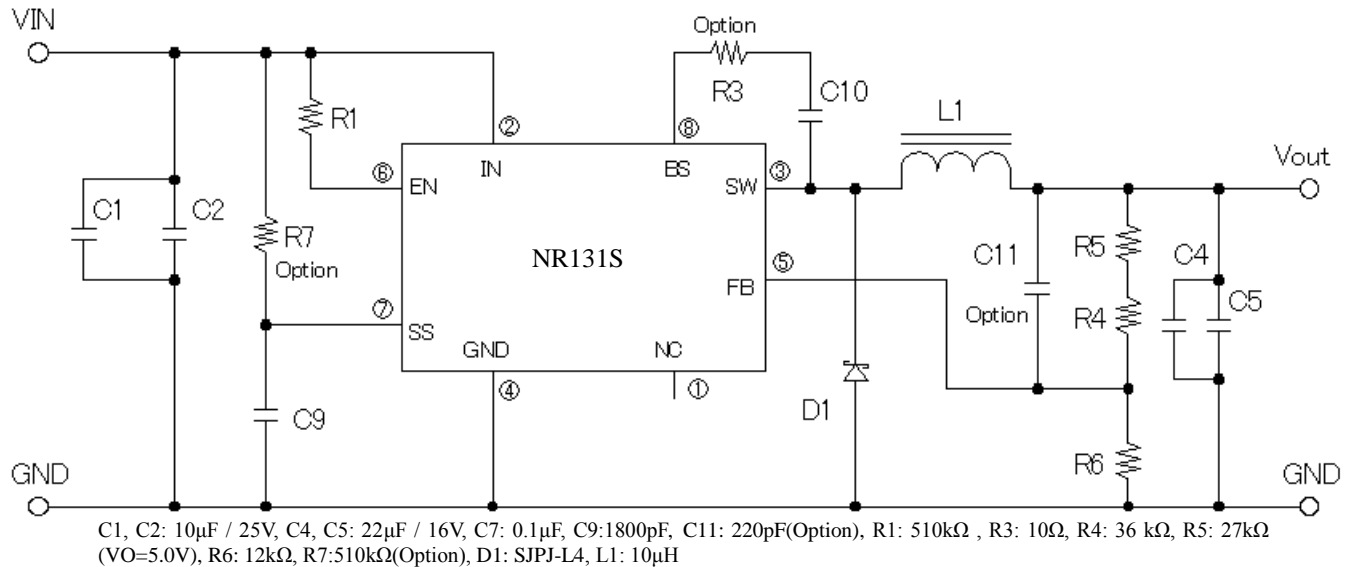 VIN
Option
R3
C10
L1
R1
②
⑧
⑥
EN
IN
BS
SW
③
Vout
C1
C2
R7
Option
NR131S
⑤
FB
C11
Option
R5
R4
C4
C5
⑦
SS
GND
NC
④
①
C9
D1
R6
GND
GND
C1, C2: 10μF / 25V, C4, C5: 22μF / 16V, C7: 0.1μF, C9:1800pF, C11: 220pF(Option), R1: 510kΩ , R3: 10Ω, R4: 36 kΩ, R5: 27kΩ
(VO=5.0V), R6: 12kΩ, R7:510kΩ(Option), D1: SJPJ-L4, L1: 10μH